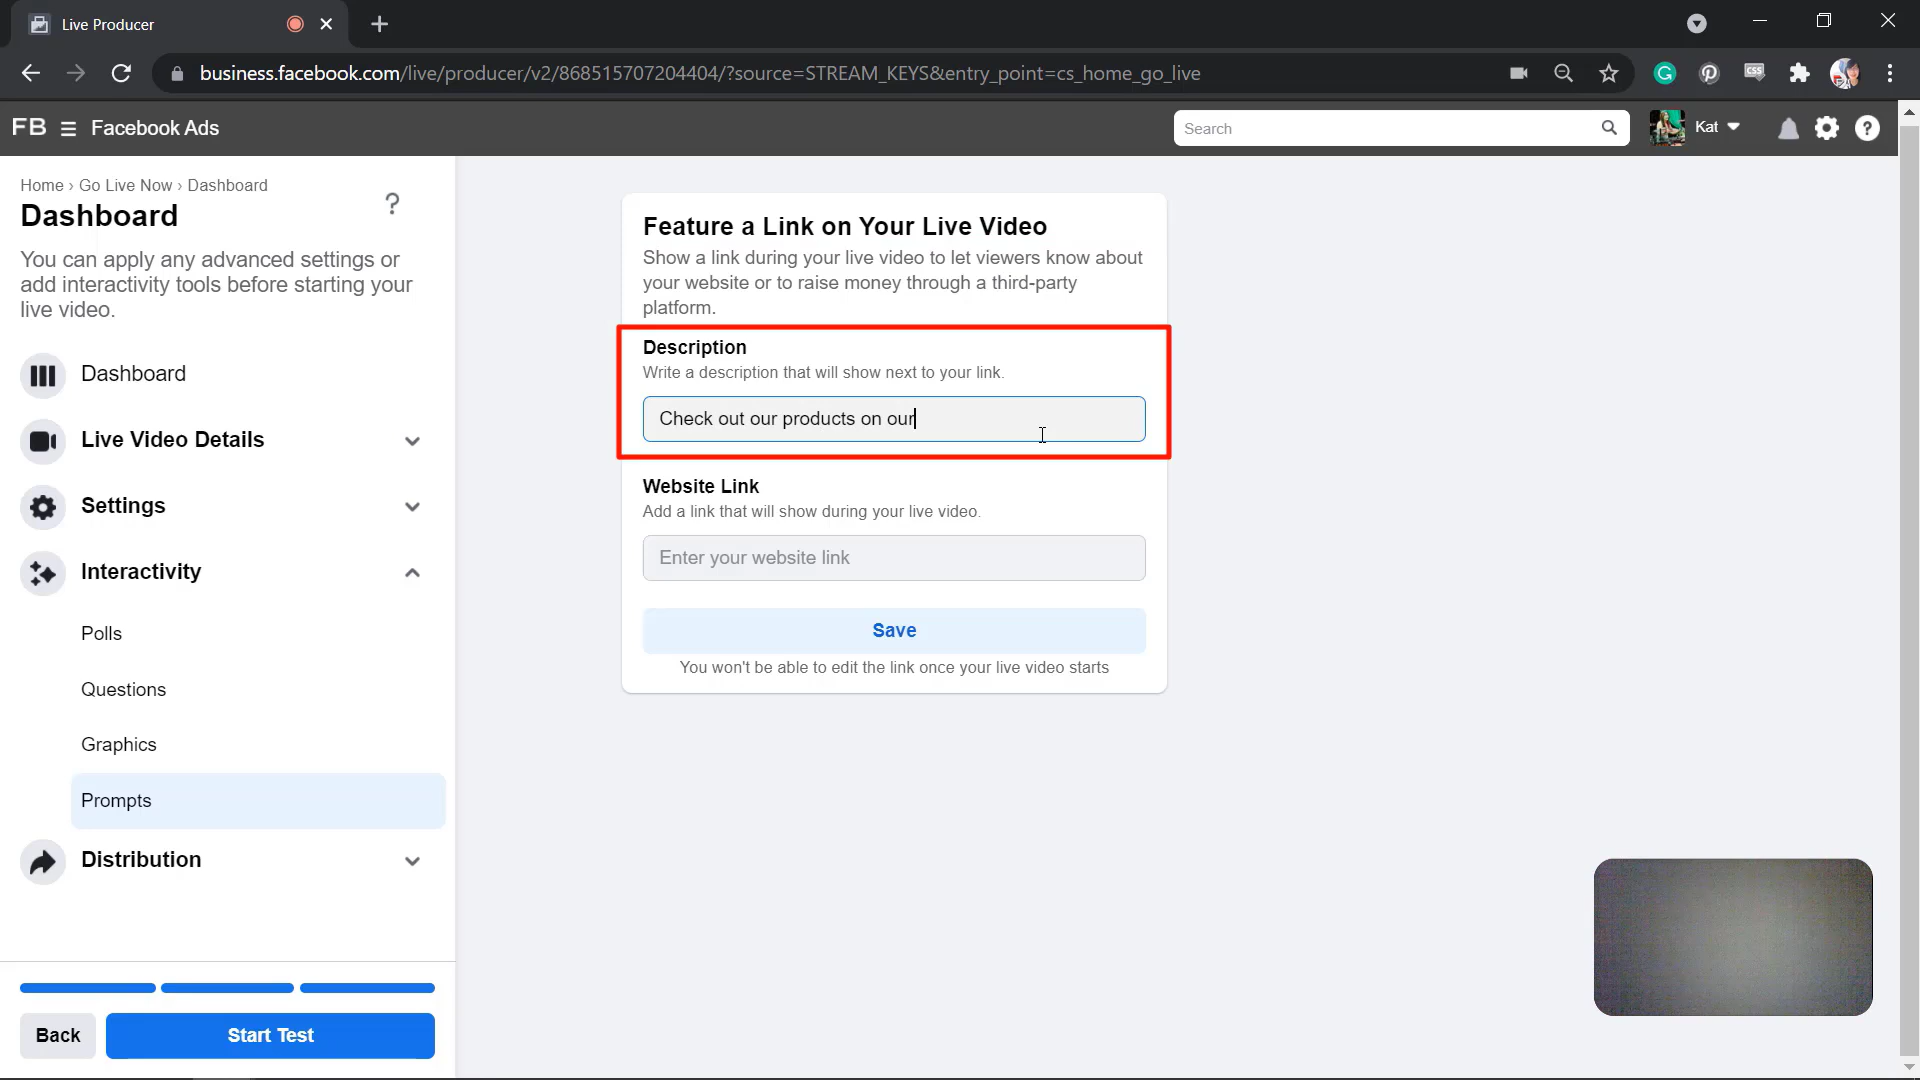 Live Producer
business.facebook.com/live/producer/v2/868515707204404/?source=STREAM_KEYS&entry_point=cs_home_go_live
CSS
FB Facebook Ads
Search
Kat
Home › Go Live Now › Dashboard
Dashboard
You can apply any advanced settings or
add interactivity tools before starting your
live video.
Dashboard
Live Video Details
Settings
Interactivity
Polls
Questions
Graphics
Prompts
Distribution
Back
Start Test
Feature a Link on Your Live Video
Show a link during your live video to let viewers know about
your website or to raise money through a third-party
platform.
Description
Write a description that will show next to your link.
Check out our products on our
Website Link
Add a link that will show during your live video.
Enter your website link
Save
You won't be able to edit the link once your live video starts